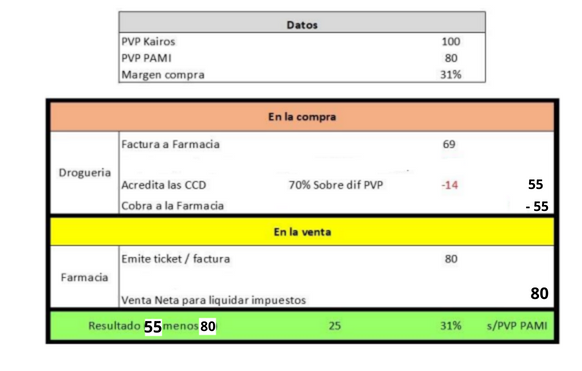 Datos
PVP Kairos 100
PVP PAMI 80
Margen compra 31%
En la compra
Factura a Farmacia 69
Drogueria
Acredita las CCD 70% Sobre dif PVP -14 55
Cobra a la Farmacia - 55
En la venta
Emite ticket / factura 80
Farmacia
Venta Neta para liquidar impuestos 80
Resultado 55 menos 80 25 31% s/PVP PAMI